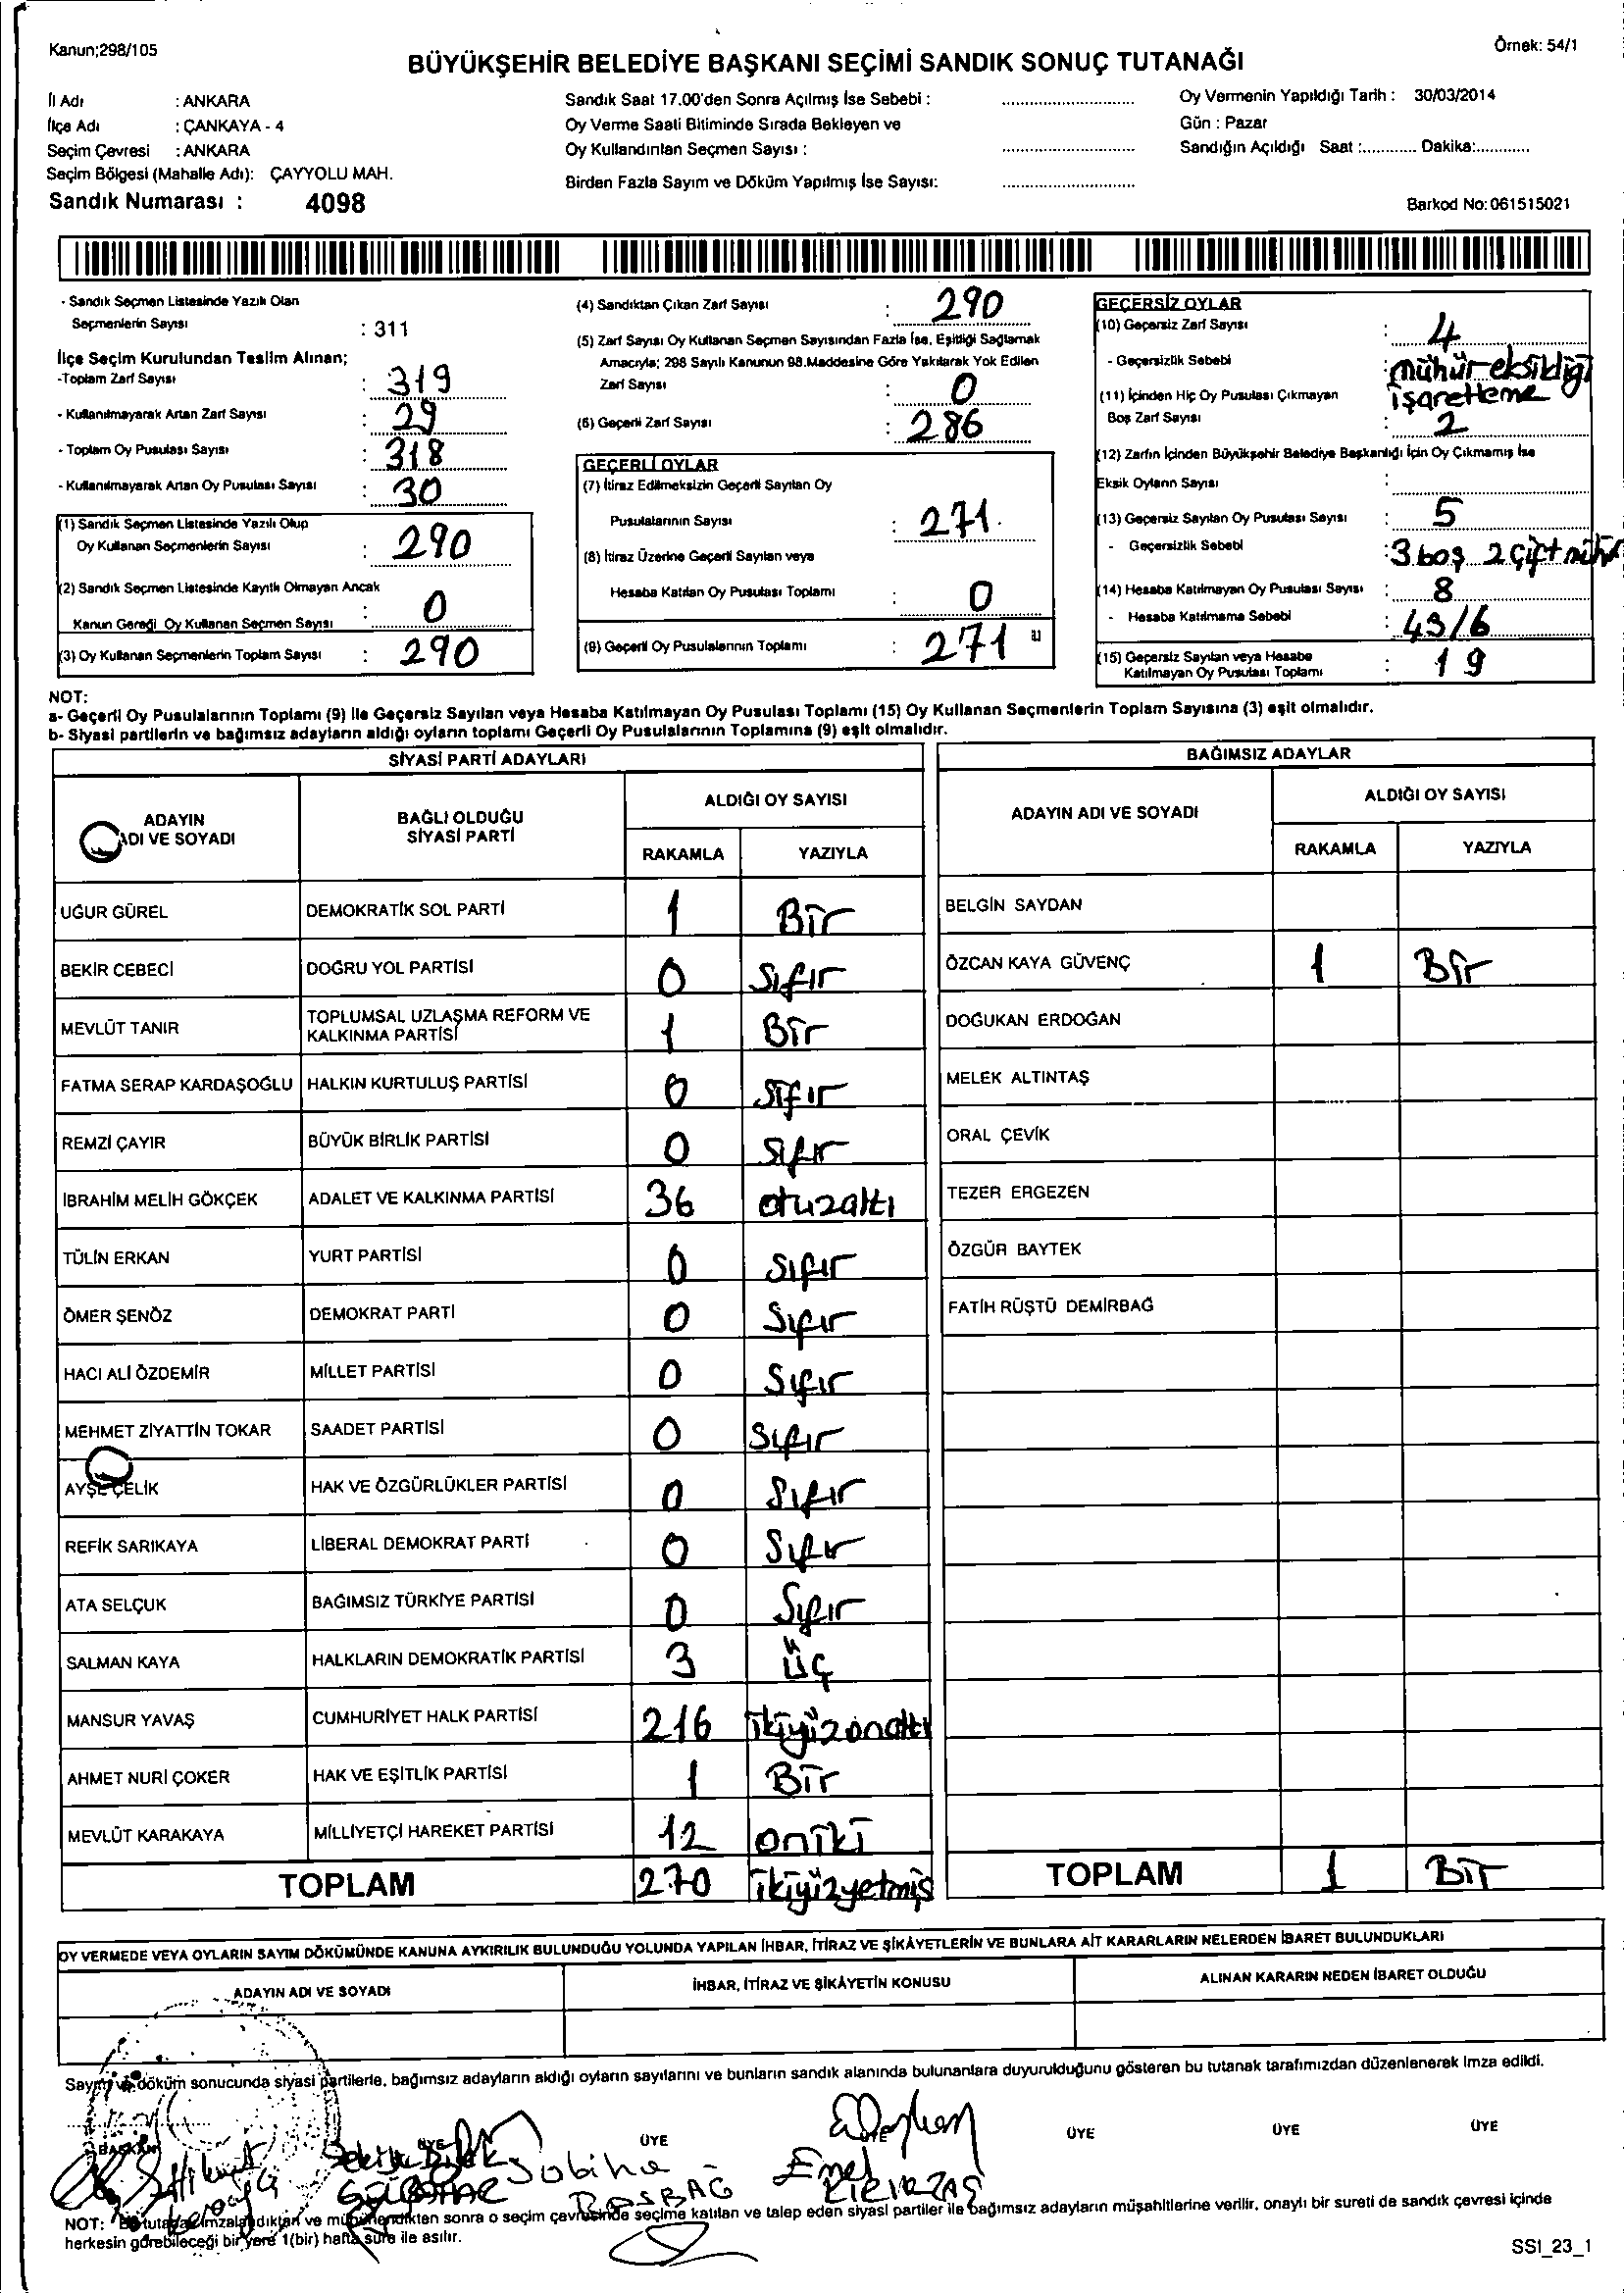 Kanun;298/105
Örnek: 54/1
BÜYÜKŞEHİR BELEDİYE BAŞKANI SEÇİMİ SANDIK SONUÇ TUTANAĞI
İl Adı : ANKARA
İlçe Adı : ÇANKAYA - 4
Seçim Çevresi : ANKARA
Seçim Bölgesi (Mahalle Adı): ÇAYYOLU MAH.
Sandık Numarası : 4098
Sandık Saat 17.00'den Sonra Açılmış İse Sebebi :
Oy Verme Saati Bitiminde Sırada Bekleyen ve
Oy Kullandırılan Seçmen Sayısı :
Birden Fazla Sayım ve Döküm Yapılmış İse Sayısı:
Oy Vermenin Yapıldığı Tarih : 30/03/2014
Gün : Pazar
Sandığın Açıldığı Saat :............ Dakika:............
Barkod No: 061515021
- Sandık Seçmen Listesinde Yazılı Olan
Seçmenlerin Sayısı : 311
İlçe Seçim Kurulundan Teslim Alınan;
-Toplam Zarf Sayısı : 319
- Kullanılmayarak Artan Zarf Sayısı : 29
- Toplam Oy Pusulası Sayısı : 318
- Kullanılmayarak Artan Oy Pusulası Sayısı : 30
(1) Sandık Seçmen Listesinde Yazılı Olup
Oy Kullanan Seçmenlerin Sayısı : 290
(2) Sandık Seçmen Listesinde Kayıtlı Olmayan Ancak
Kanun Gereği Oy Kullanan Seçmen Sayısı : 0
(3) Oy Kullanan Seçmenlerin Toplam Sayısı : 290
(4) Sandıktan Çıkan Zarf Sayısı : 290
(5) Zarf Sayısı Oy Kullanan Seçmen Sayısından Fazla İse, Eşitliği Sağlamak
Amacıyla; 298 Sayılı Kanunun 98.Maddesine Göre Yakılarak Yok Edilen
Zarf Sayısı : 0
(6) Geçerli Zarf Sayısı : 286
GEÇERLİ OYLAR
(7) İtiraz Edilmeksizin Geçerli Sayılan Oy
Pusulalarının Sayısı : 271
(8) İtiraz Üzerine Geçerli Sayılan veya
Hesaba Katılan Oy Pusulası Toplamı : 0
(9) Geçerli Oy Pusulalarının Toplamı : 271
GEÇERSİZ OYLAR
(10) Geçersiz Zarf Sayısı : 4
- Geçersizlik Sebebi : mühür eksikliği
işaretleme
(11) İçinden Hiç Oy Pusulası Çıkmayan
Boş Zarf Sayısı : 2
(12) Zarfın İçinden Büyükşehir Belediye Başkanlığı İçin Oy Çıkmamış İse
Eksik Oyların Sayısı :
(13) Geçersiz Sayılan Oy Pusulası Sayısı : 5
- Geçersizlik Sebebi : 3 boş 2 çift mühür
(14) Hesaba Katılmayan Oy Pusulası Sayısı : 8
- Hesaba Katılmama Sebebi : 43/6
(15) Geçersiz Sayılan veya Hesaba
Katılmayan Oy Pusulası Toplamı : 19
NOT:
a- Geçerli Oy Pusulalarının Toplamı (9) ile Geçersiz Sayılan veya Hesaba Katılmayan Oy Pusulası Toplamı (15) Oy Kullanan Seçmenlerin Toplam Sayısına (3) eşit olmalıdır.
b- Siyasi partilerin ve bağımsız adayların aldığı oyların toplamı Geçerli Oy Pusulalarının Toplamına (9) eşit olmalıdır.
SİYASİ PARTİ ADAYLARI
ADAYIN
ADI VE SOYADI
BAĞLI OLDUĞU
SİYASİ PARTİ
ALDIĞI OY SAYISI
RAKAMLA YAZIYLA
UĞUR GÜREL DEMOKRATİK SOL PARTİ 1 Bir
BEKİR CEBECİ DOĞRU YOL PARTİSİ 0 Sıfır
MEVLÜT TANIR TOPLUMSAL UZLAŞMA REFORM VE
KALKINMA PARTİSİ 1 Bir
FATMA SERAP KARDAŞOĞLU HALKIN KURTULUŞ PARTİSİ 0 Sıfır
REMZİ ÇAYIR BÜYÜK BİRLİK PARTİSİ 0 Sıfır
İBRAHİM MELİH GÖKÇEK ADALET VE KALKINMA PARTİSİ 36 otuzaltı
TÜLİN ERKAN YURT PARTİSİ 0 Sıfır
ÖMER ŞENÖZ DEMOKRAT PARTİ 0 Sıfır
HACI ALİ ÖZDEMİR MİLLET PARTİSİ 0 Sıfır
MEHMET ZİYATTİN TOKAR SAADET PARTİSİ 0 Sıfır
AYŞE ÇELİK HAK VE ÖZGÜRLÜKLER PARTİSİ 0 Sıfır
REFİK SARIKAYA LİBERAL DEMOKRAT PARTİ 0 Sıfır
ATA SELÇUK BAĞIMSIZ TÜRKİYE PARTİSİ 0 Sıfır
SALMAN KAYA HALKLARIN DEMOKRATİK PARTİSİ 3 üç
MANSUR YAVAŞ CUMHURİYET HALK PARTİSİ 216 ikiyüzonaltı
AHMET NURİ ÇOKER HAK VE EŞİTLİK PARTİSİ 1 Bir
MEVLÜT KARAKAYA MİLLİYETÇİ HAREKET PARTİSİ 12 oniki
TOPLAM 270 ikiyüzyetmiş
BAĞIMSIZ ADAYLAR
ADAYIN ADI VE SOYADI
ALDIĞI OY SAYISI
RAKAMLA YAZIYLA
BELGİN SAYDAN
ÖZCAN KAYA GÜVENÇ 1 Bir
DOĞUKAN ERDOĞAN
MELEK ALTINTAŞ
ORAL ÇEVİK
TEZER ERGEZEN
ÖZGÜR BAYTEK
FATİH RÜŞTÜ DEMİRBAĞ
TOPLAM 1 Bir
OY VERMEDE VEYA OYLARIN SAYIM DÖKÜMÜNDE KANUNA AYKIRILIK BULUNDUĞU YOLUNDA YAPILAN İHBAR, İTİRAZ VE ŞİKÂYETLERİN VE BUNLARA AİT KARARLARIN NELERDEN İBARET BULUNDUKLARI
ADAYIN ADI VE SOYADI
İHBAR, İTİRAZ VE ŞİKÂYETİN KONUSU
ALINAN KARARIN NEDEN İBARET OLDUĞU
Sayım ve döküm sonucunda siyasi partilerle, bağımsız adayların aldığı oyların sayılarını ve bunların sandık alanında bulunanlara duyurulduğunu gösteren bu tutanak tarafımızdan düzenlenerek imza edildi.
BAŞKAN ÜYE ÜYE ÜYE ÜYE ÜYE ÜYE
Sabiha
BAŞBAĞ
Emel
NOT: Bu tutanak imzalandıktan ve mühürlendikten sonra o seçim çevresinde seçime katılan ve talep eden siyasi partiler ile bağımsız adayların müşahitlerine verilir, onaylı bir sureti de sandık çevresi içinde
herkesin görebileceği bir yere 1(bir) hafta süre ile asılır.
SSI_23_1